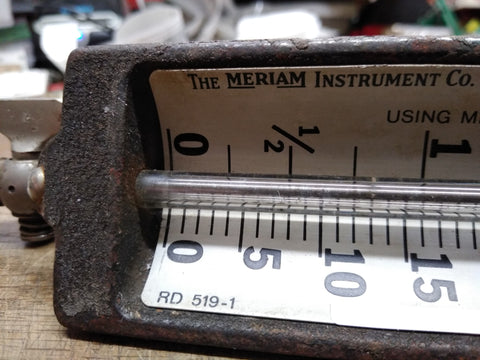 THE MERIAM INSTRUMENT CO.
USING M
0 1/2 1
0 5 10 15
RD 519-1